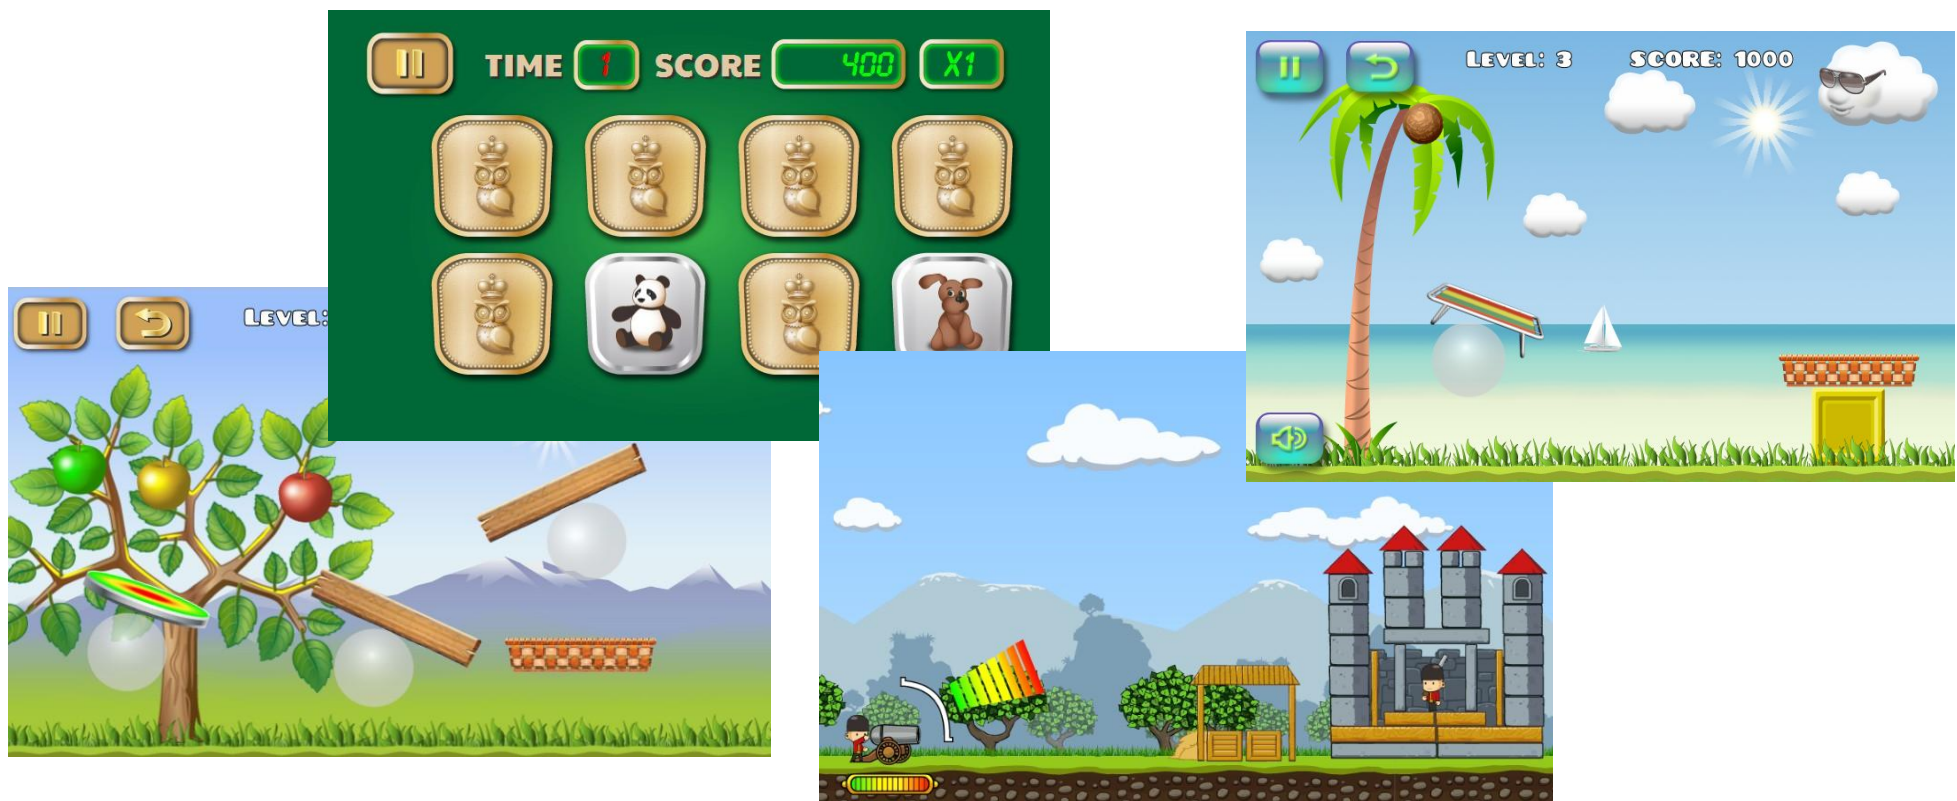 TIME 1 SCORE 400 X1
LEVEL: 3 SCORE: 1000
LEVEL: